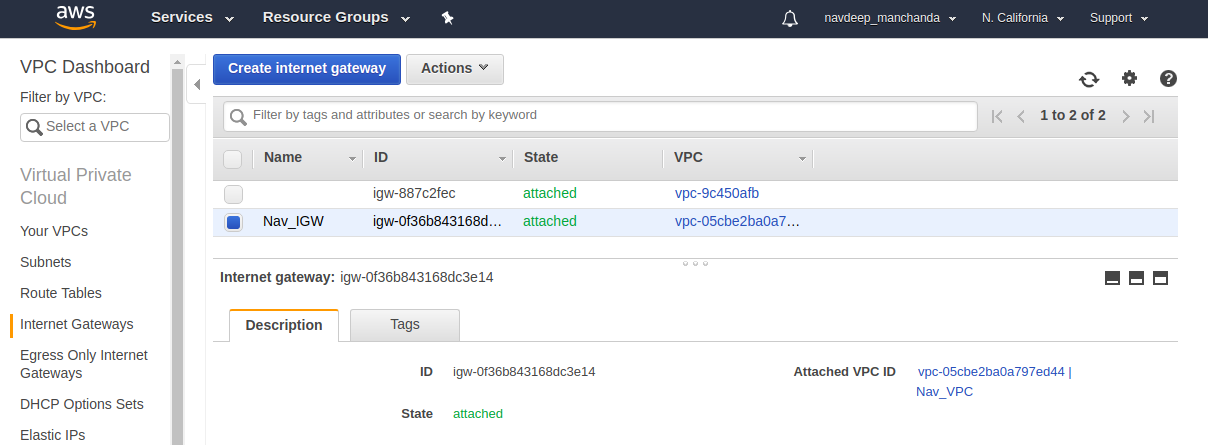 aws Services Resource Groups navdeep_manchanda N. California Support
VPC Dashboard
Filter by VPC:
Select a VPC
Virtual Private
Cloud
Your VPCs
Subnets
Route Tables
Internet Gateways
Egress Only Internet
Gateways
DHCP Options Sets
Elastic IPs
Create internet gateway Actions
Filter by tags and attributes or search by keyword 1 to 2 of 2
Name ID State VPC
igw-887c2fec attached vpc-9c450afb
Nav_IGW igw-0f36b843168d… attached vpc-05cbe2ba0a7…
Internet gateway: igw-0f36b843168dc3e14
Description Tags
ID igw-0f36b843168dc3e14
State attached
Attached VPC ID vpc-05cbe2ba0a797ed44 |
Nav_VPC